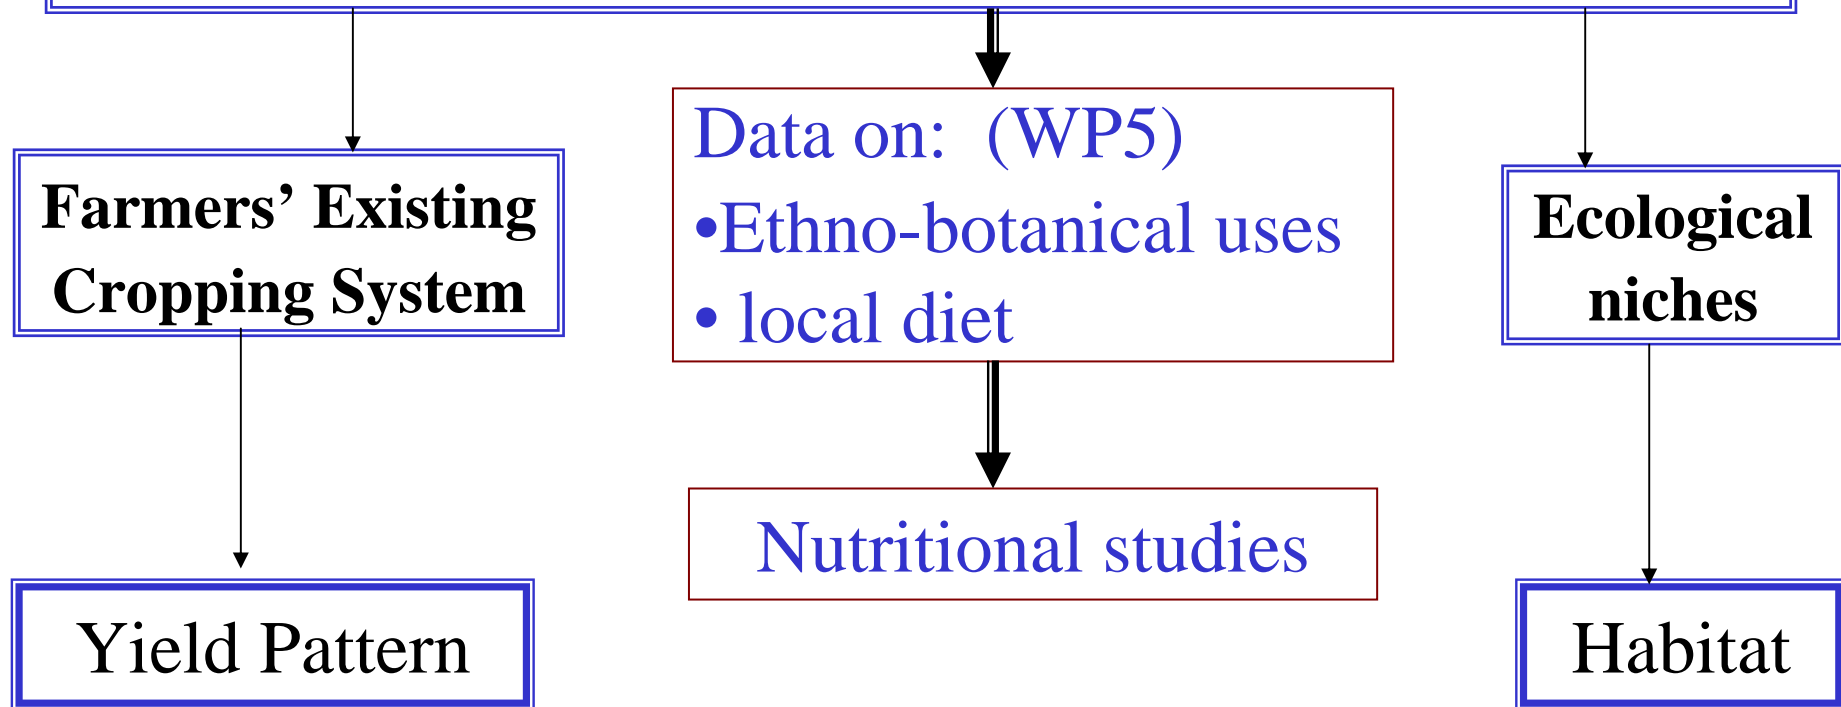 Farmers’ Existing
Cropping System
Data on:  (WP5)
•Ethno-botanical uses
• local diet
Ecological
niches
Nutritional studies
Yield Pattern
Habitat